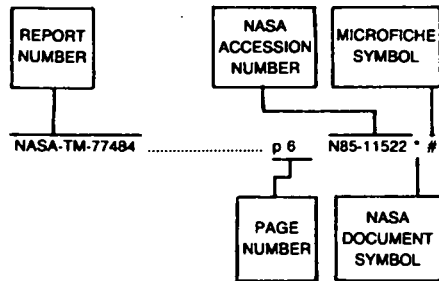 REPORT
NUMBER
NASA
ACCESSION
NUMBER
MICROFICHE
SYMBOL
NASA-TM-77484 ........................ p 6 N85-11522 * #
PAGE
NUMBER
NASA
DOCUMENT
SYMBOL